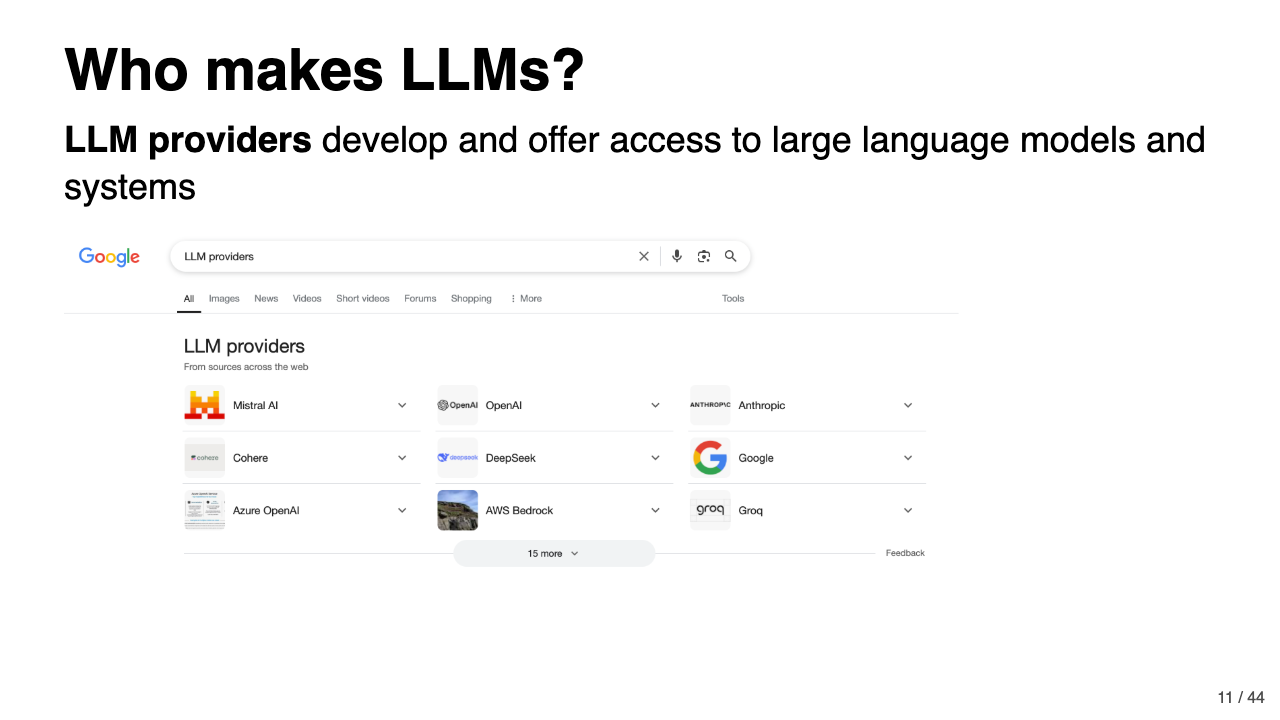 Who makes LLMs?
LLM providers develop and offer access to large language models and
systems
Google
LLM providers
All Images News Videos Short videos Forums Shopping More Tools
LLM providers
From sources across the web
Mistral AI OpenAI OpenAI ANTHROP\C Anthropic
cohere Cohere deepseek DeepSeek Google
Azure OpenAI AWS Bedrock groq Groq
15 more Feedback
11 / 44